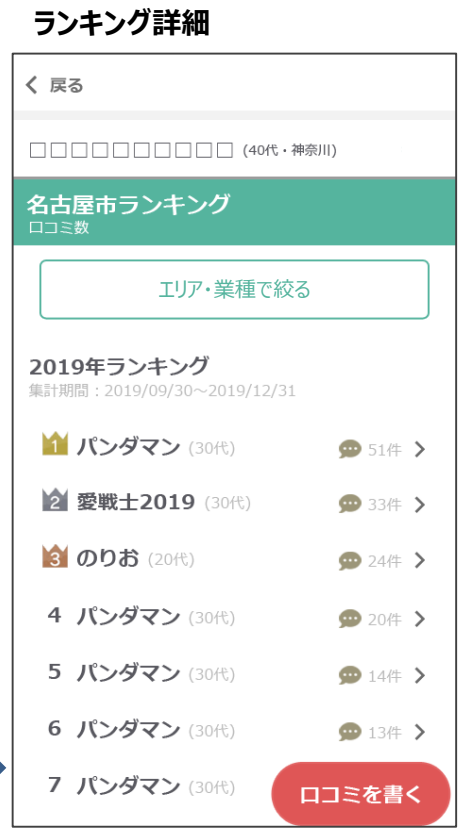 ランキング詳細
戻る
□□□□□□□□□□ (40代・神奈川)
名古屋市ランキング
口コミ数
エリア・業種で絞る
2019年ランキング
集計期間：2019/09/30～2019/12/31
1 パンダマン (30代) 51件
2 愛戦士2019 (30代) 33件
3 のりお (20代) 24件
4 パンダマン (30代) 20件
5 パンダマン (30代) 14件
6 パンダマン (30代) 13件
7 パンダマン (30代)
口コミを書く